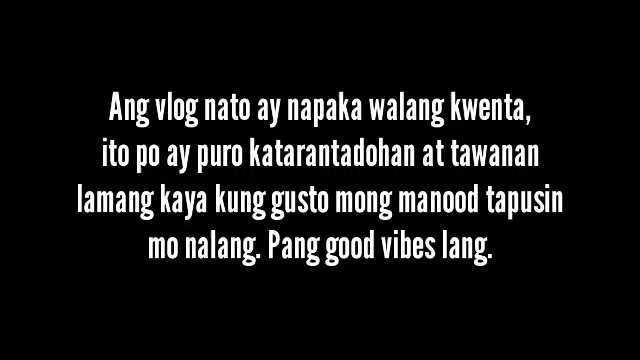 Ang vlog nato ay napaka walang kwenta,
ito po ay puro katarantadohan at tawanan
lamang kaya kung gusto mong manood tapusin
mo nalang. Pang good vibes lang.